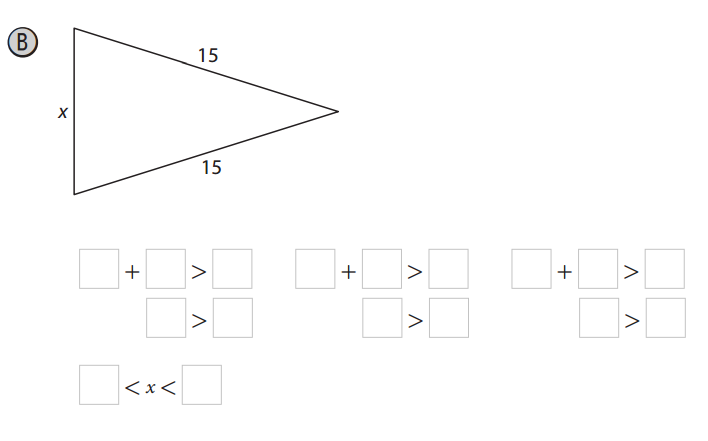 B
15
x
15
+ > + > + >
> > >
< x <